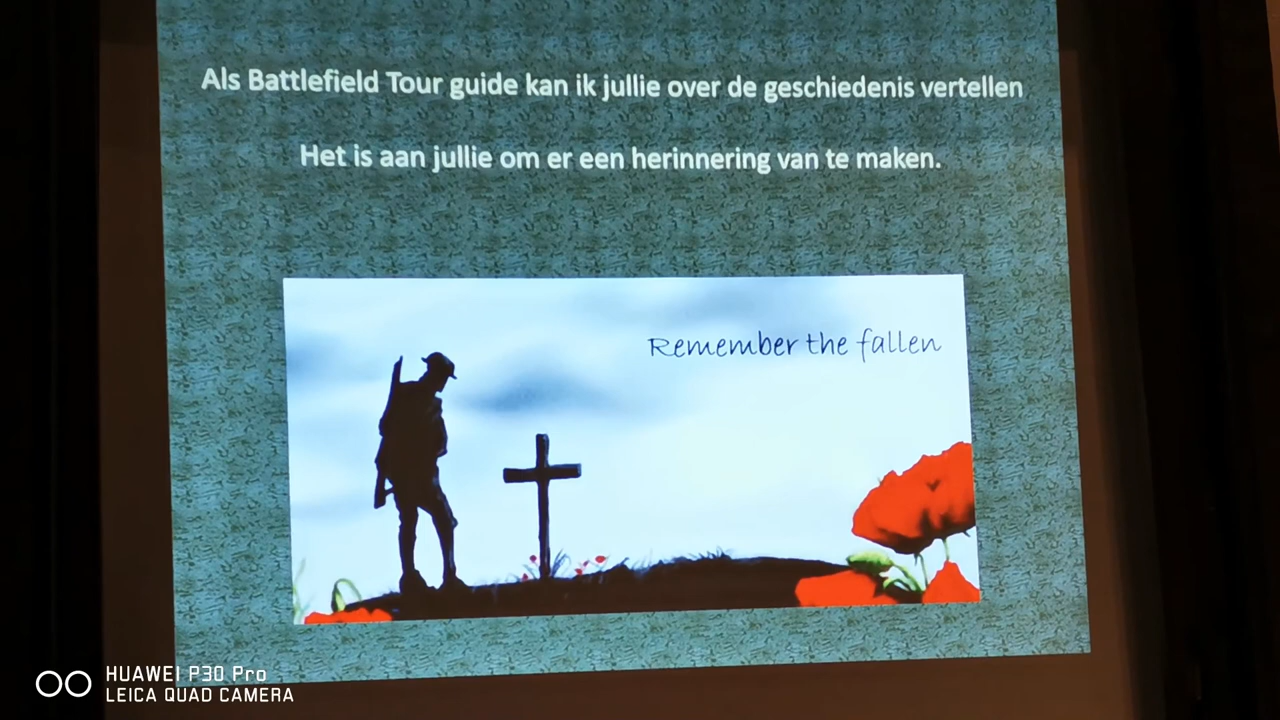 Als Battlefield Tour guide kan ik jullie over de geschiedenis vertellen
Het is aan jullie om er een herinnering van te maken.
Remember the fallen
HUAWEI P30 Pro
LEICA QUAD CAMERA